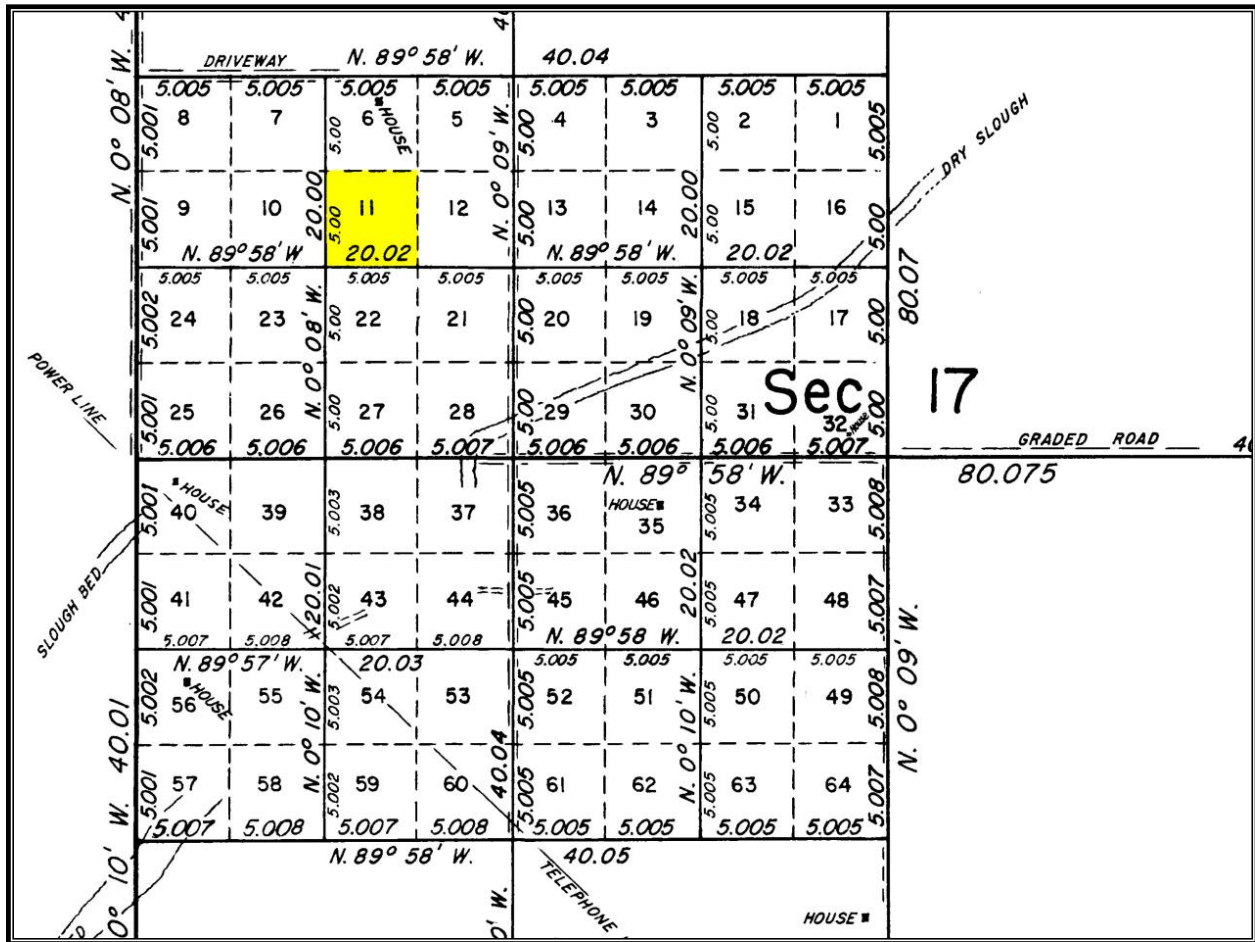 N. 0° 08' W.
DRIVEWAY N. 89° 58' W. 40.04
5.005 5.005 5.005 5.005 5.005 5.005 5.005 5.005
5.001 8 7 5.00 6 HOUSE 5 N. 0° 09' W. 5.00 4 3 5.00 2 1 5.005
DRY SLOUGH
5.001 9 10 20.00 5.00 11 12 5.00 13 14 20.00 5.00 15 16 5.00
N. 89° 58' W 20.02 N. 89° 58' W. 20.02
5.005 5.005 5.005 5.005 5.005 5.005 5.005 5.005
5.002 24 23 N. 0° 08' W. 5.00 22 21 5.00 20 19 N. 0° 09' W. 5.00 18 17 5.00 80.07
POWER LINE
5.001 25 26 5.00 27 28 5.00 29 30 5.00 31 32 HOUSE 5.00
Sec 17
5.006 5.006 5.006 5.007 5.006 5.006 5.006 5.007
GRADED ROAD
N. 89° 58' W. 80.075
5.001 HOUSE 40 39 5.003 38 37 5.005 36 HOUSE 35 5.005 34 33 5.008
SLOUGH BED
5.001 41 42 20.01 5.002 43 44 5.005 45 46 20.02 5.005 47 48 5.007
5.007 5.008 5.007 5.008 N. 89° 58 W. 20.02
N. 89° 57' W. 20.03 5.005 5.005 5.005 5.005
5.002 HOUSE 56 55 N. 0° 10' W. 5.003 54 53 5.005 52 51 N. 0° 10' W. 5.005 50 49 5.008 N. 0° 09' W.
40.01
5.001 57 58 5.002 59 60 40.04 5.005 61 62 5.005 63 64 5.007
5.007 5.008 5.007 5.008 5.005 5.005 5.005 5.005
0° 10' W.
N. 89° 58' W. 40.05
TELEPHONE
0' W.
HOUSE